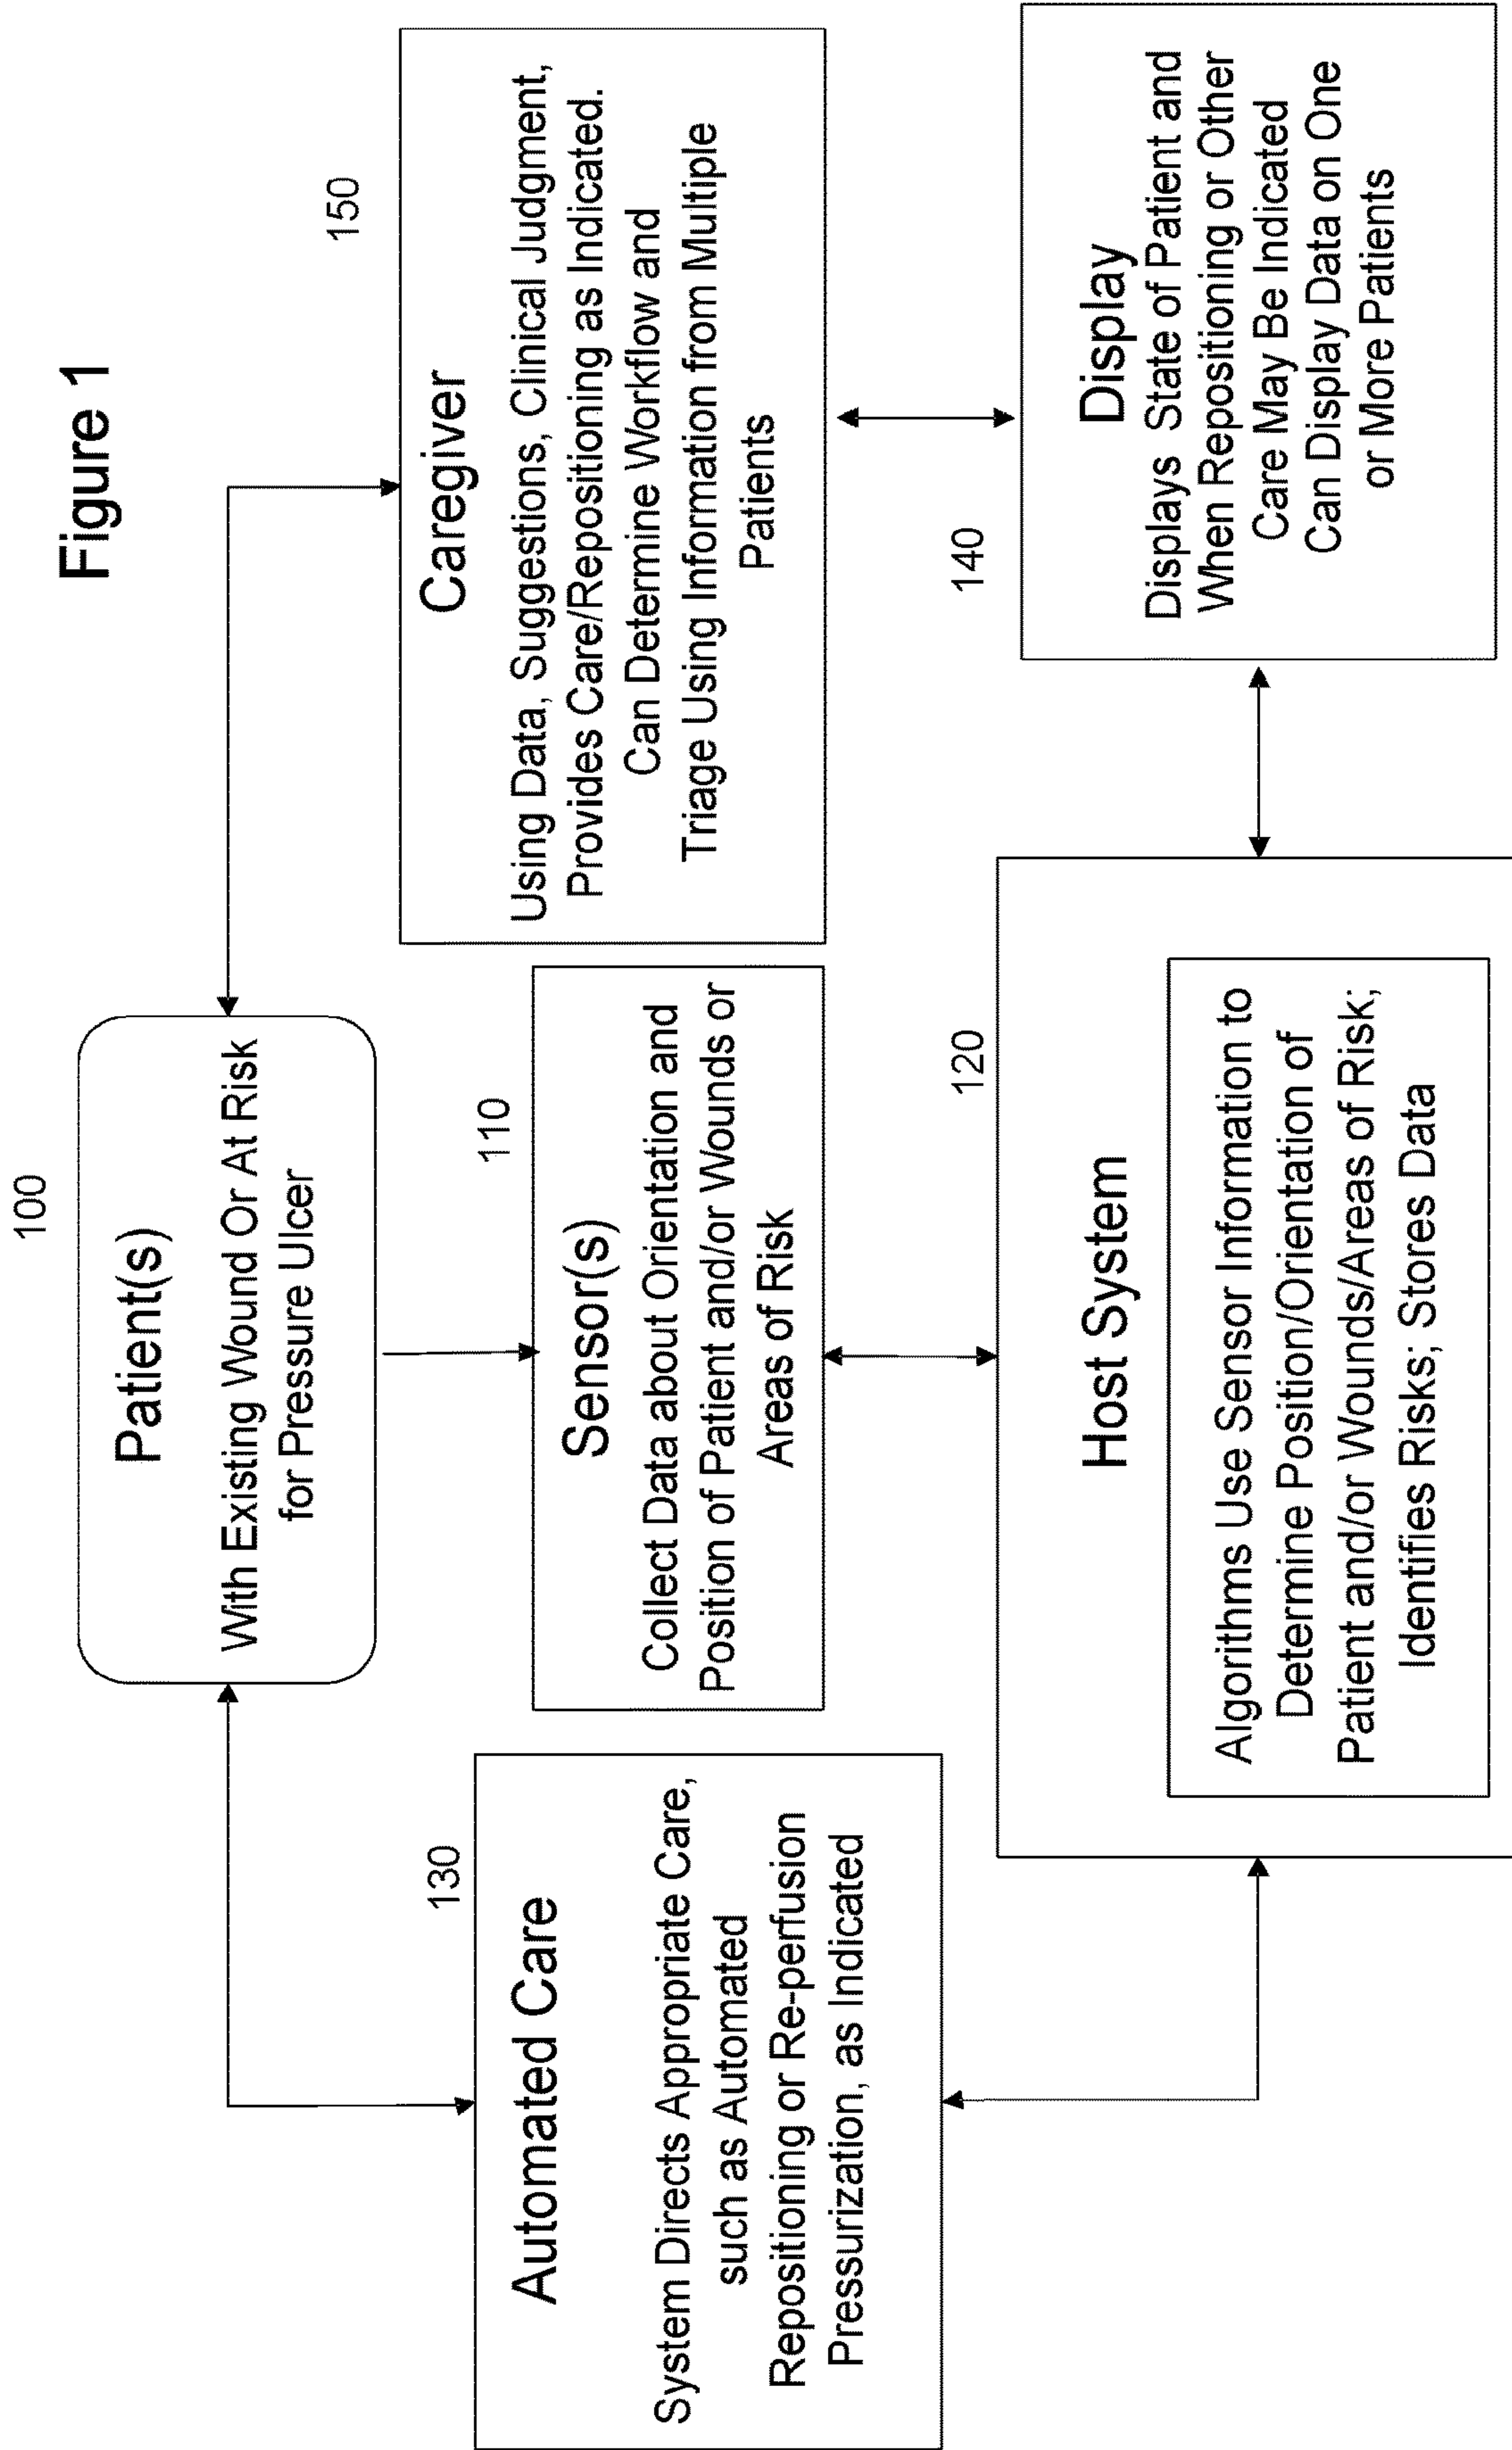 Figure 1
100
Patient(s)
With Existing Wound Or At Risk
for Pressure Ulcer
130
Automated Care
System Directs Appropriate Care,
such as Automated
Repositioning or Re-perfusion
Pressurization, as Indicated
110
Sensor(s)
Collect Data about Orientation and
Position of Patient and/or Wounds or
Areas of Risk
150
Caregiver
Using Data, Suggestions, Clinical Judgment,
Provides Care/Repositioning as Indicated.
Can Determine Workflow and
Triage Using Information from Multiple
Patients
120
Host System
Algorithms Use Sensor Information to
Determine Position/Orientation of
Patient and/or Wounds/Areas of Risk;
Identifies Risks; Stores Data
140
Display
Displays State of Patient and
When Repositioning or Other
Care May Be Indicated
Can Display Data on One
or More Patients